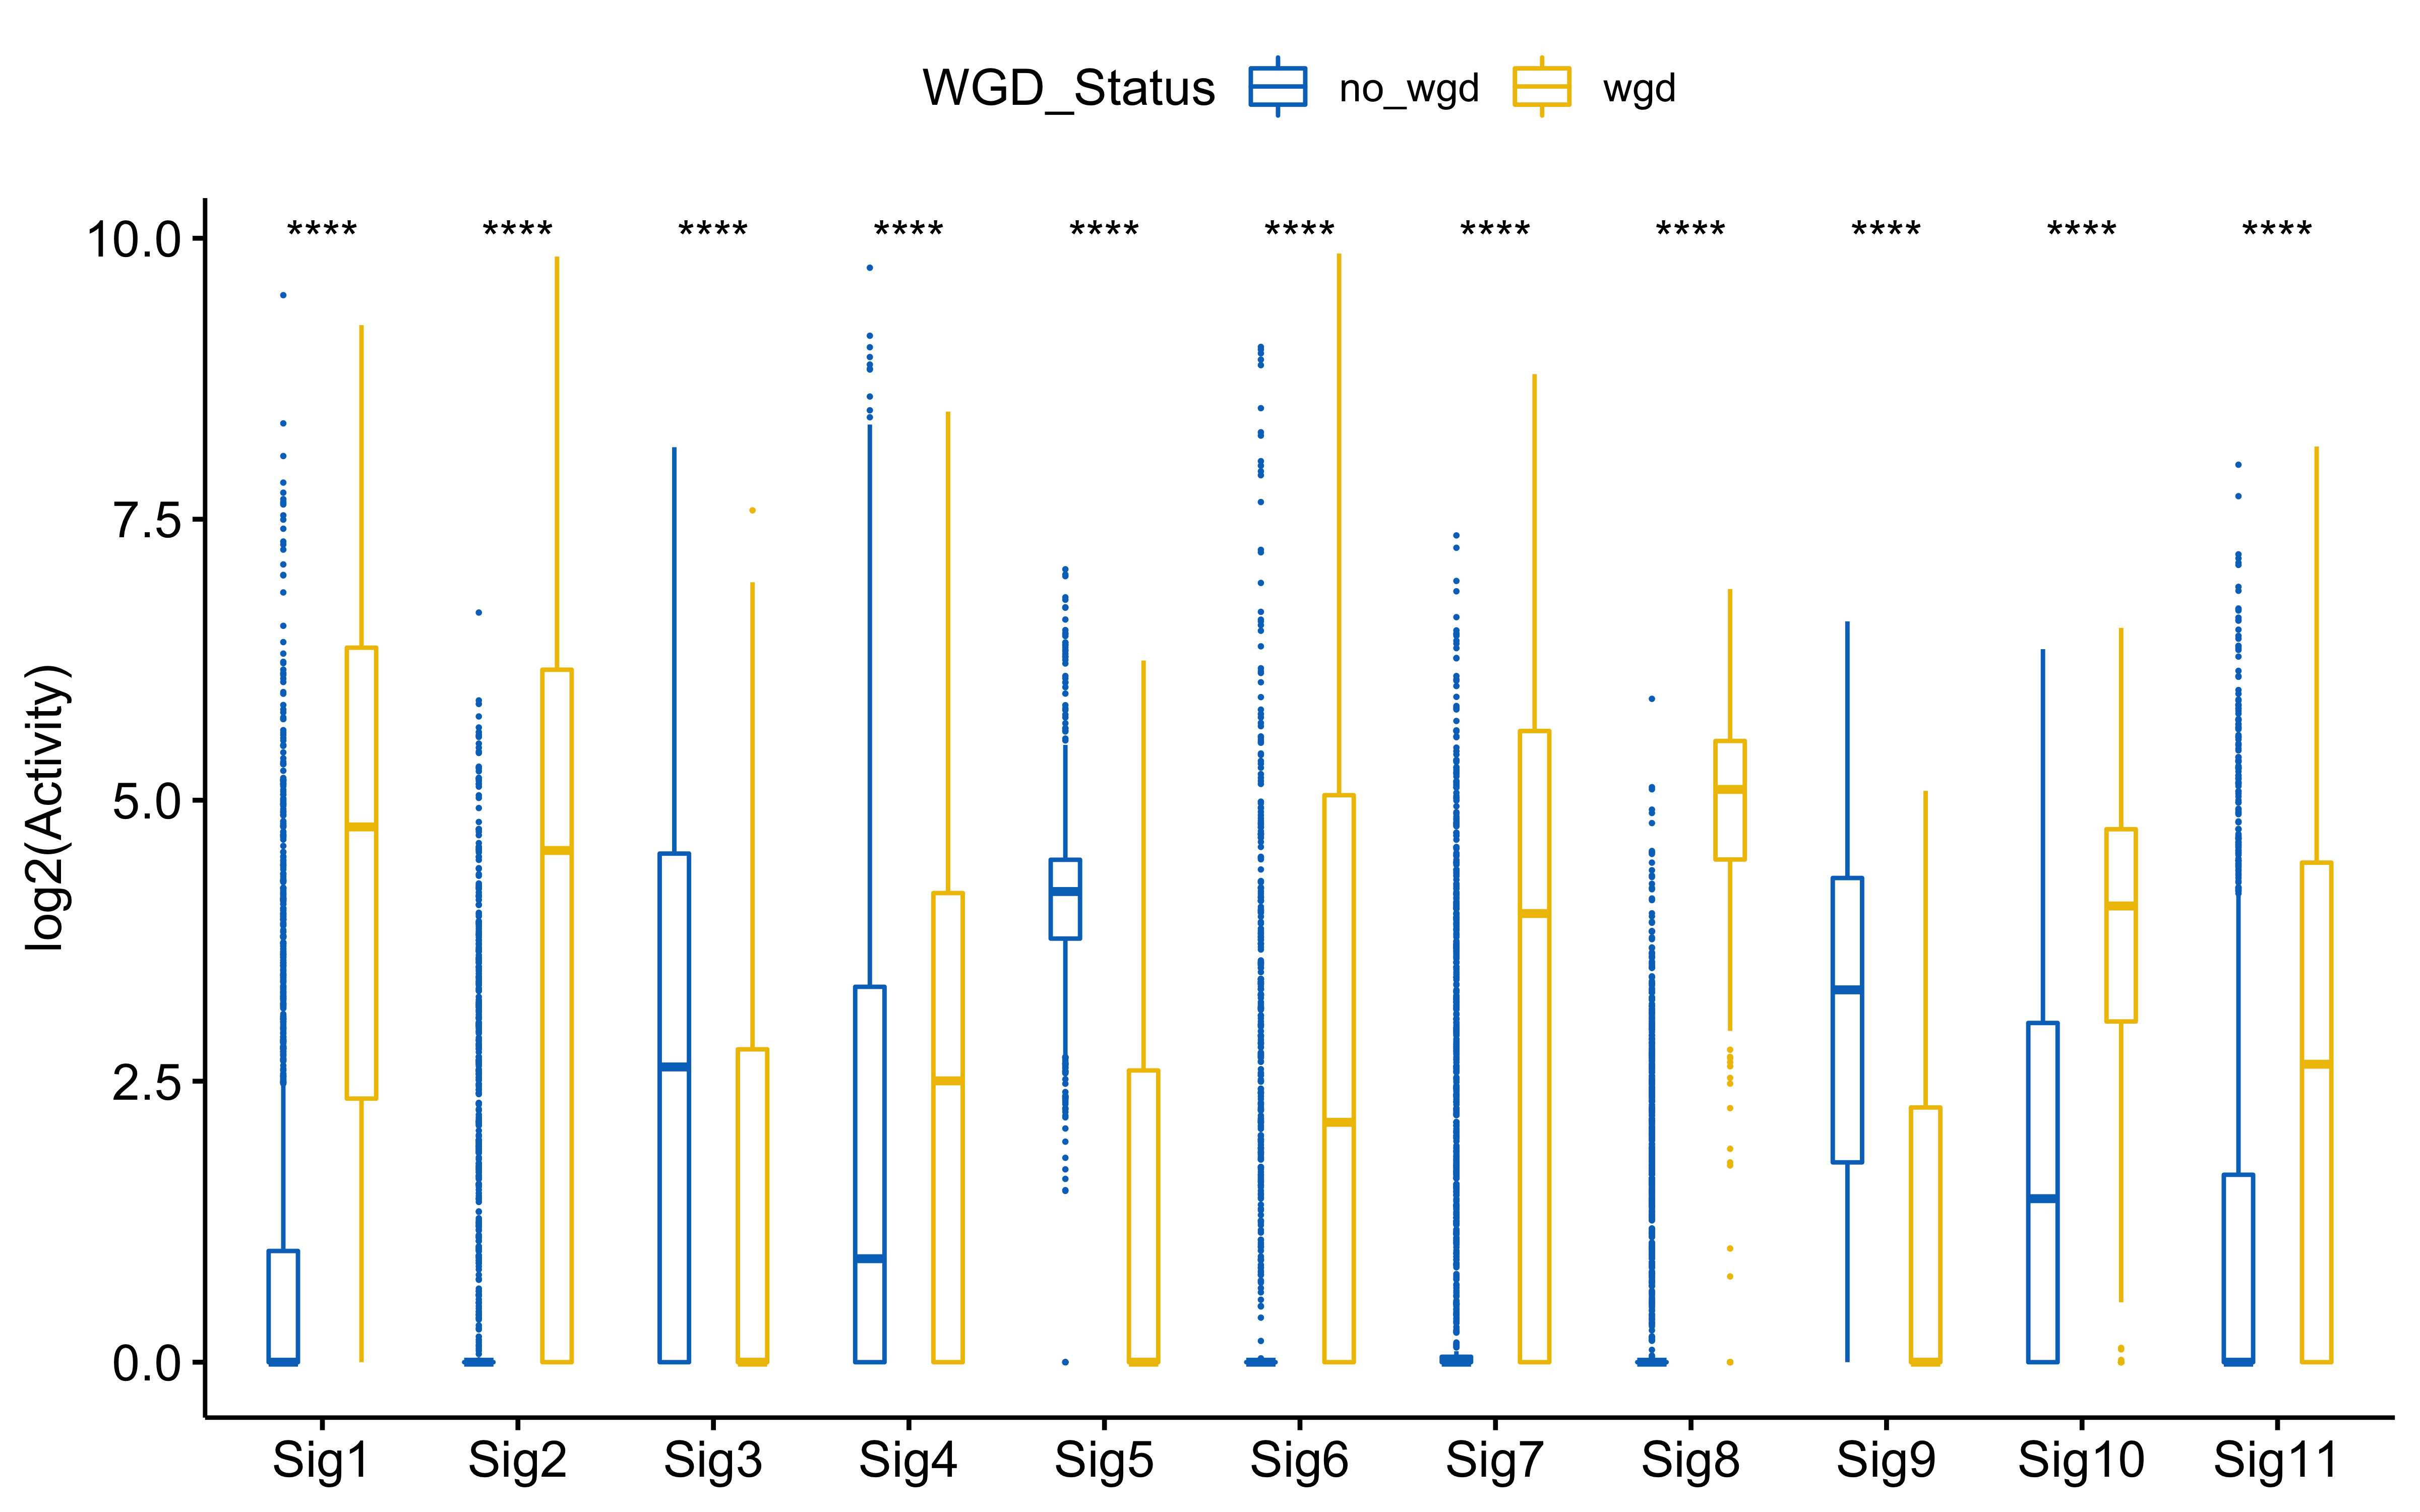 WGD_Status no_wgd wgd
log2(Activity)
10.0
7.5
5.0
2.5
0.0
**** **** **** **** **** **** **** **** **** **** ****
Sig1 Sig2 Sig3 Sig4 Sig5 Sig6 Sig7 Sig8 Sig9 Sig10 Sig11